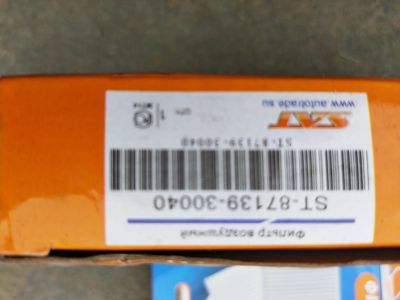 Фильтр воздушный
ST-87139-30040
ST-87139-30040
SAT
www.autotrade.su